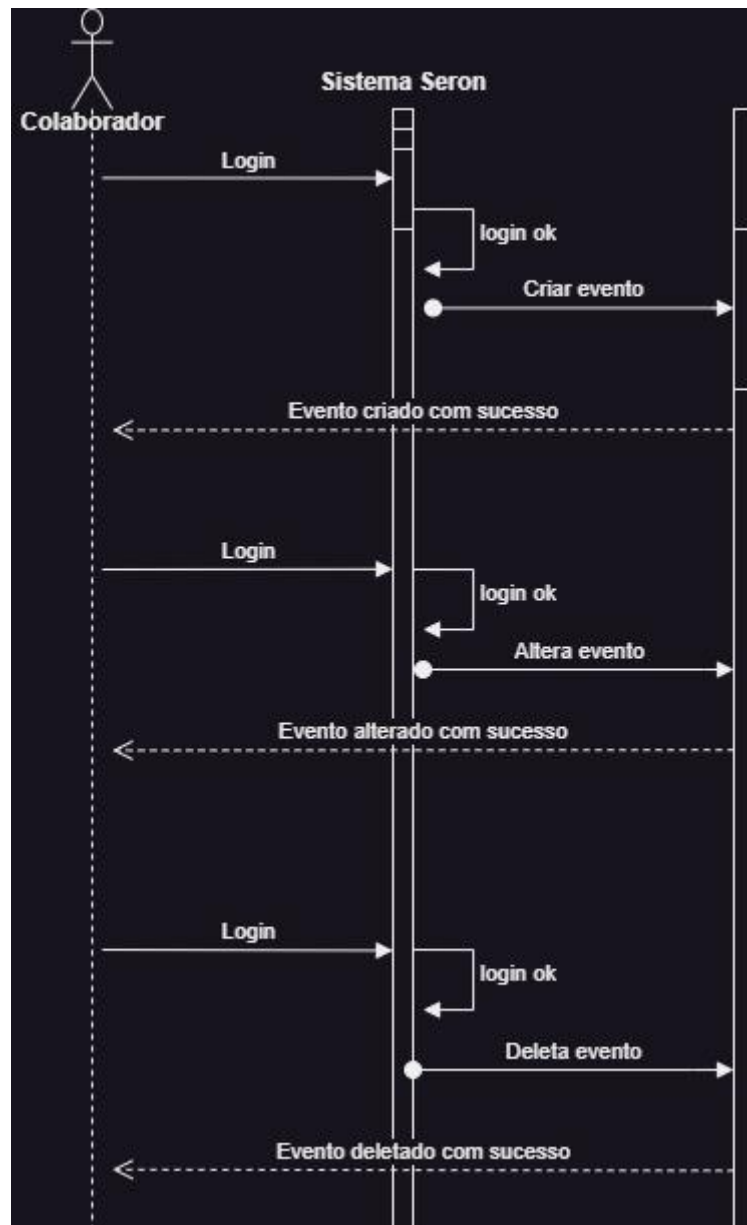 Sistema Seron
Colaborador
Login
login ok
Criar evento
Evento criado com sucesso
Login
login ok
Altera evento
Evento alterado com sucesso
Login
login ok
Deleta evento
Evento deletado com sucesso